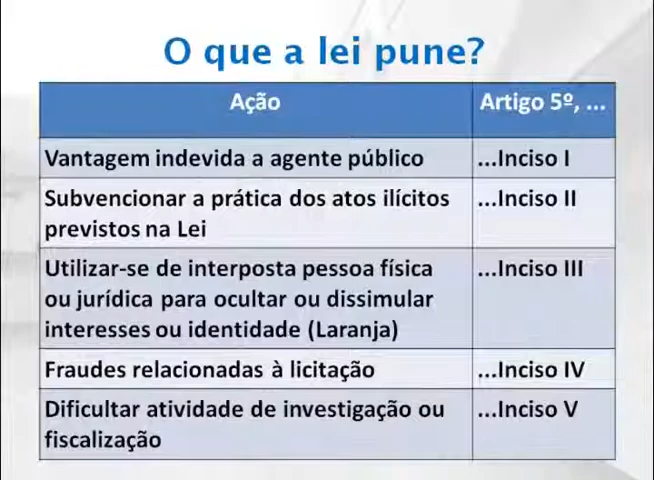 O que a lei pune?
Ação
Artigo 5º, ...
Vantagem indevida a agente público
...Inciso I
Subvencionar a prática dos atos ilícitos
previstos na Lei
...Inciso II
Utilizar-se de interposta pessoa física
ou jurídica para ocultar ou dissimular
interesses ou identidade (Laranja)
...Inciso III
Fraudes relacionadas à licitação
...Inciso IV
Dificultar atividade de investigação ou
fiscalização
...Inciso V